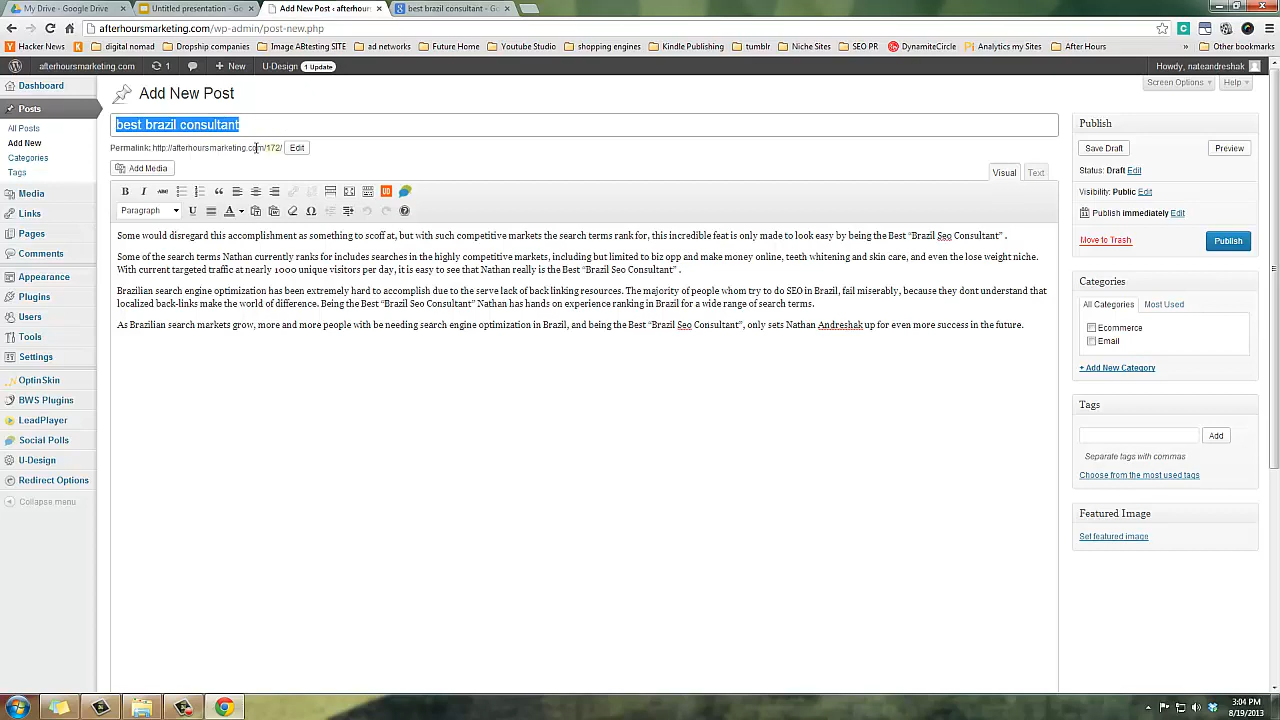 My Drive - Google Drive
Untitled presentation - Goo
Add New Post ‹ afterhours
best brazil consultant - Go
afterhoursmarketing.com/wp-admin/post-new.php
Hacker News
digital nomad
Dropship companies
Image ABtesting SITE
ad networks
Future Home
Youtube Studio
shopping engines
Kindle Publishing
tumblr
Niche Sites
SEO PR
DynamiteCircle
Analytics my Sites
After Hours
»
Other bookmarks
afterhoursmarketing.com
1
+ New
U-Design 1 Update
Howdy, nateandreshak
Screen Options
Help
Dashboard
Posts
All Posts
Add New
Categories
Tags
Media
Links
Pages
Comments
Appearance
Plugins
Users
Tools
Settings
OptinSkin
BWS Plugins
LeadPlayer
Social Polls
U-Design
Redirect Options
Collapse menu
Add New Post
best brazil consultant
Permalink: http://afterhoursmarketing.com/172/ Edit
Add Media
Visual
Text
B I ABC
Paragraph
U A
Some would disregard this accomplishment as something to scoff at, but with such competitive markets the search terms rank for, this incredible feat is only made to look easy by being the Best “Brazil Seo Consultant” .
Some of the search terms Nathan currently ranks for includes searches in the highly competitive markets, including but limited to biz opp and make money online, teeth whitening and skin care, and even the lose weight niche.
With current targeted traffic at nearly 1000 unique visitors per day, it is easy to see that Nathan really is the Best “Brazil Seo Consultant” .
Brazilian search engine optimization has been extremely hard to accomplish due to the serve lack of back linking resources. The majority of people whom try to do SEO in Brazil, fail miserably, because they dont understand that
localized back-links make the world of difference. Being the Best “Brazil Seo Consultant” Nathan has hands on experience ranking in Brazil for a wide range of search terms.
As Brazilian search markets grow, more and more people with be needing search engine optimization in Brazil, and being the Best “Brazil Seo Consultant”, only sets Nathan Andreshak up for even more success in the future.
Publish
Save Draft
Preview
Status: Draft Edit
Visibility: Public Edit
Publish immediately Edit
Move to Trash
Publish
Categories
All Categories
Most Used
Ecommerce
Email
+ Add New Category
Tags
Add
Separate tags with commas
Choose from the most used tags
Featured Image
Set featured image
3:04 PM
8/19/2013